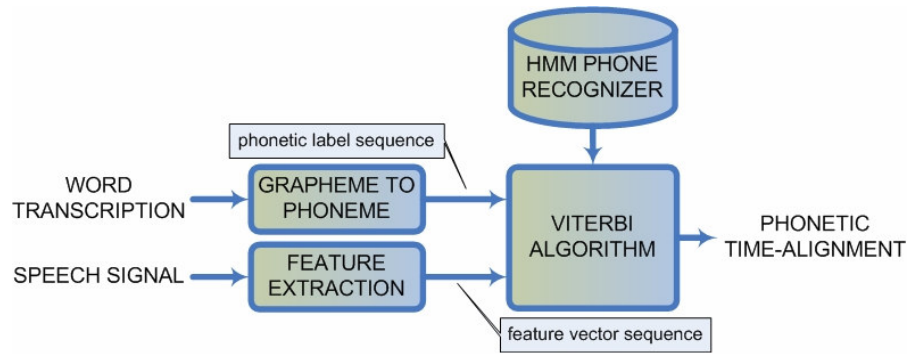 HMM PHONE
RECOGNIZER
phonetic label sequence
WORD
TRANSCRIPTION
GRAPHEME TO
PHONEME
VITERBI
ALGORITHM
PHONETIC
TIME-ALIGNMENT
SPEECH SIGNAL
FEATURE
EXTRACTION
feature vector sequence